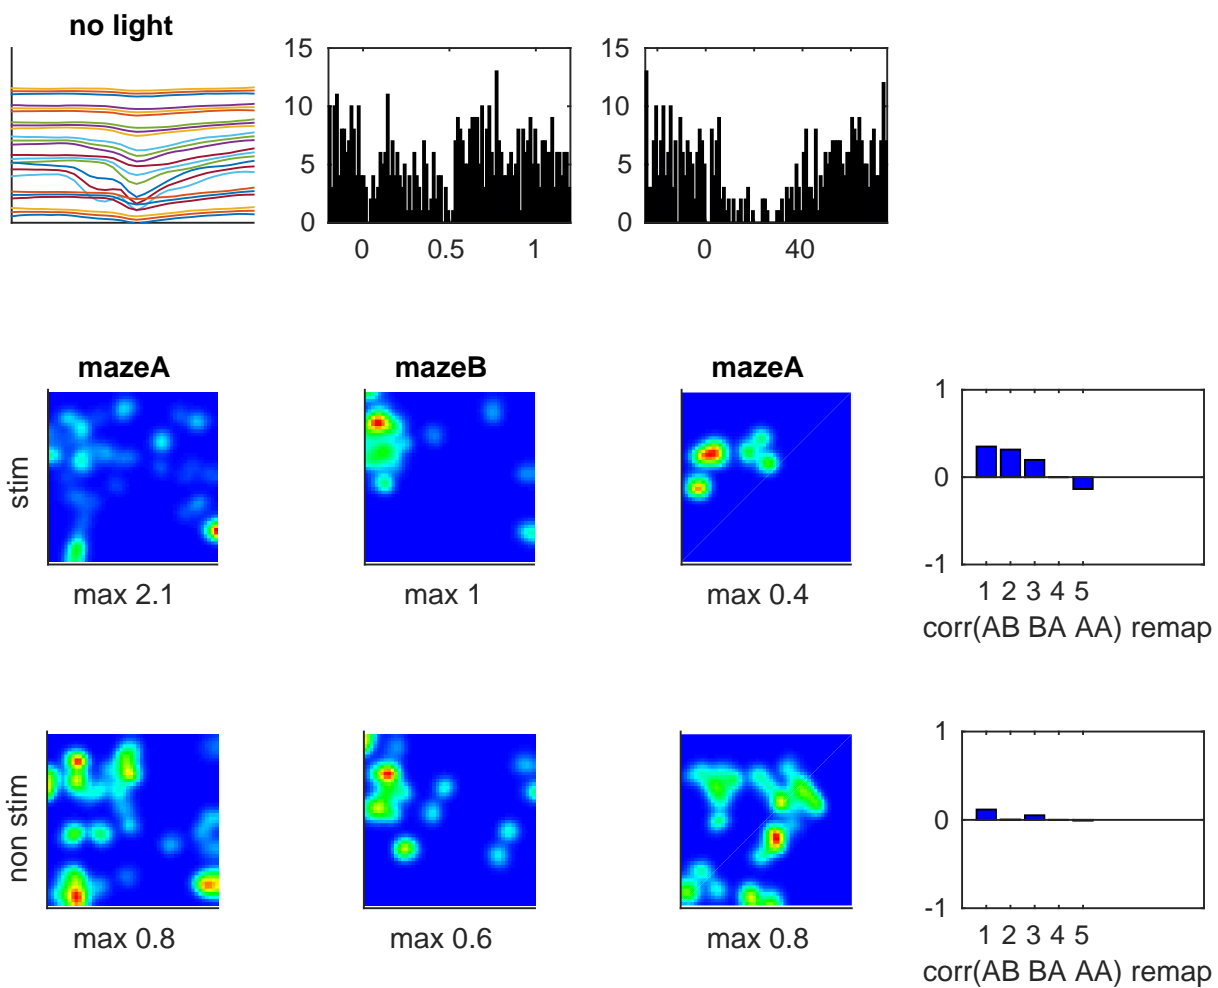 no light
15
10
5
0
0 0.5 1
15
10
5
0
0 40
mazeA mazeB mazeA
stim
max 2.1 max 1 max 0.4
1
0
-1
1 2 3 4 5
corr(AB BA AA) remap
non stim
max 0.8 max 0.6 max 0.8
1
0
-1
1 2 3 4 5
corr(AB BA AA) remap